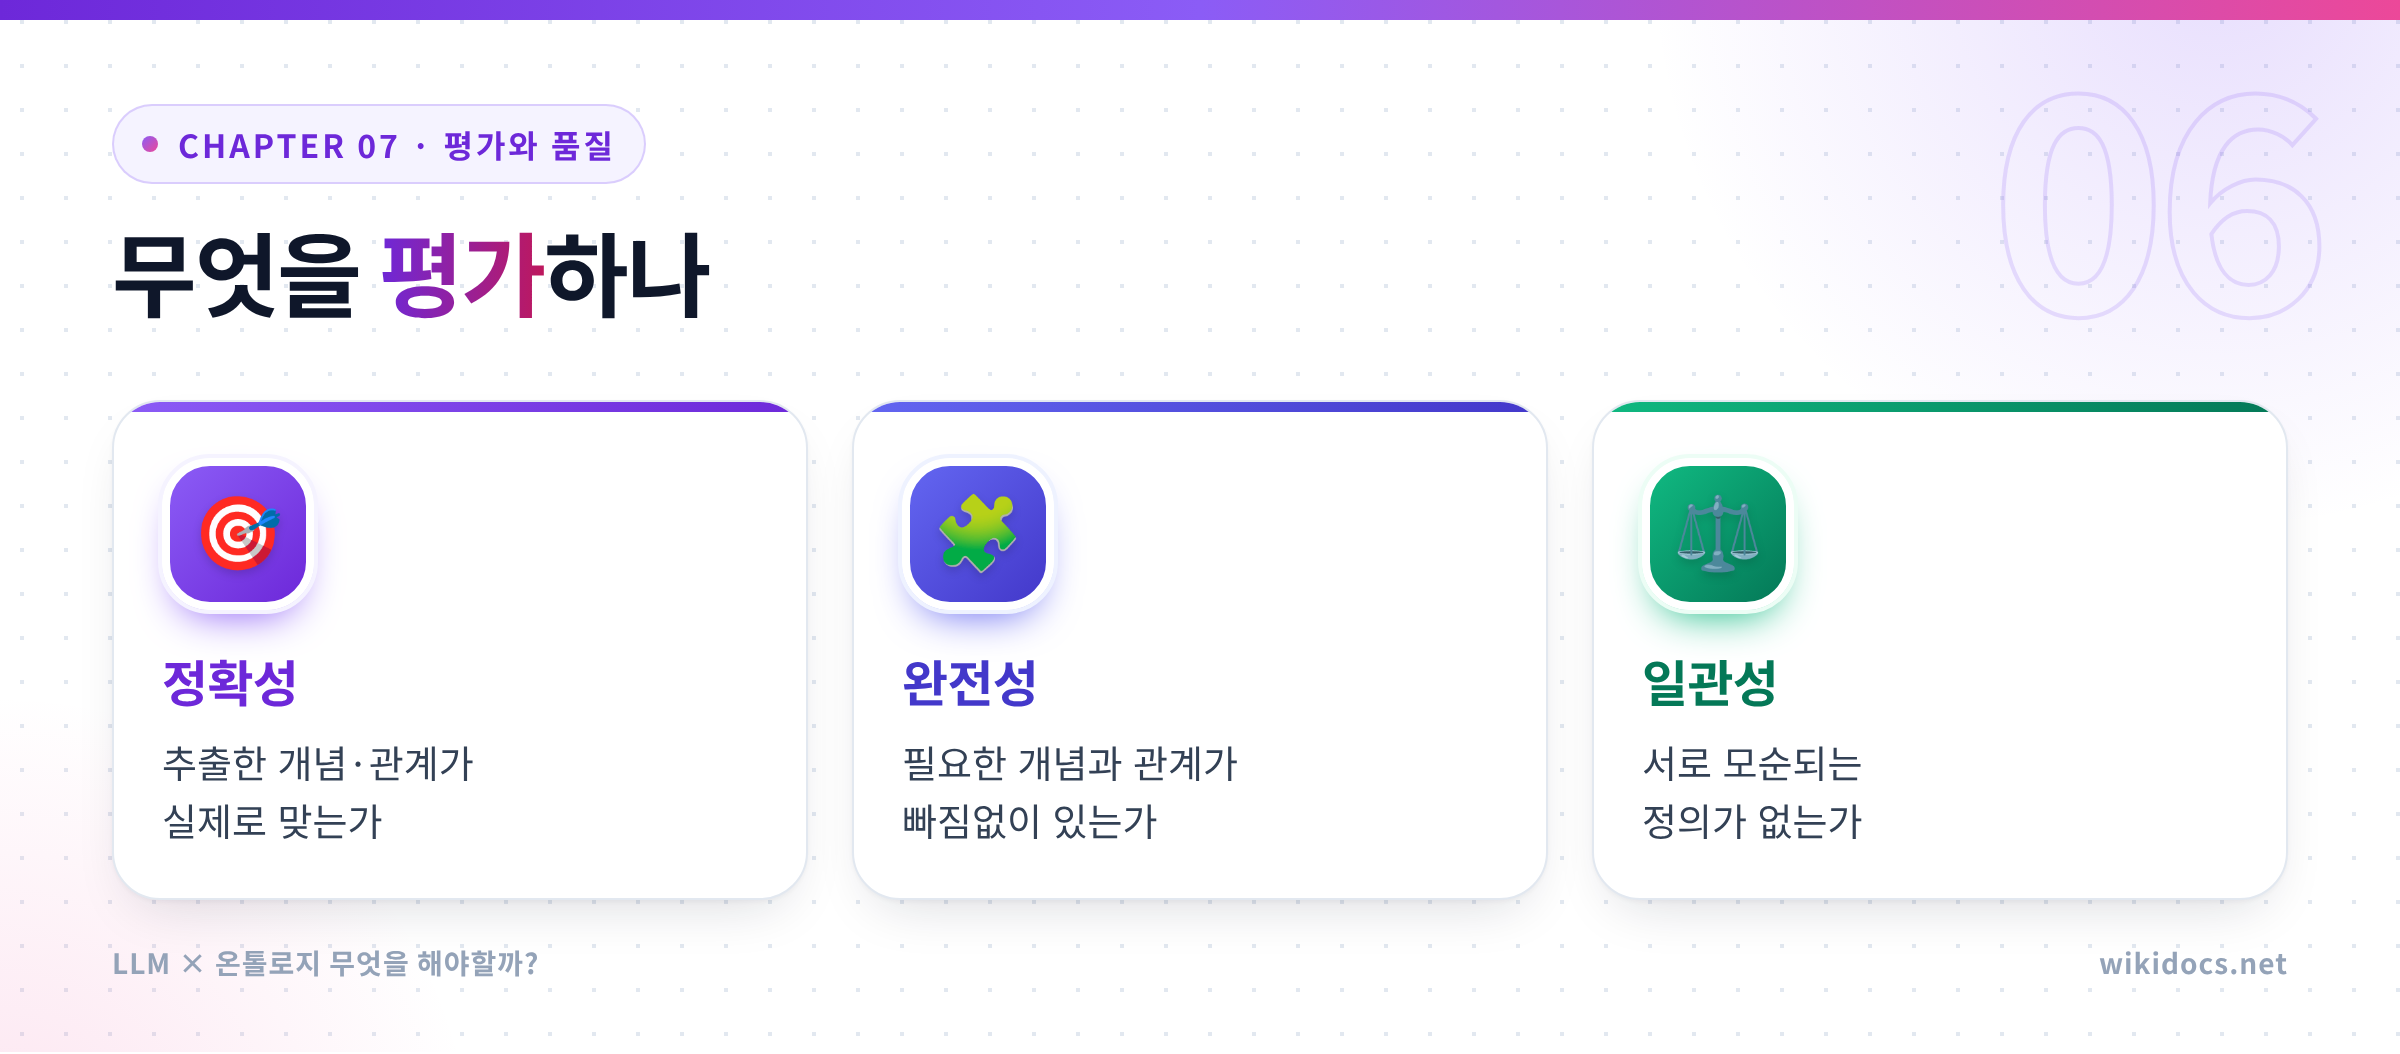 CHAPTER 07 · 평가와 품질
06
무엇을 평가하나
정확성
추출한 개념·관계가
실제로 맞는가
완전성
필요한 개념과 관계가
빠짐없이 있는가
일관성
서로 모순되는
정의가 없는가
LLM × 온톨로지 무엇을 해야할까?
wikidocs.net